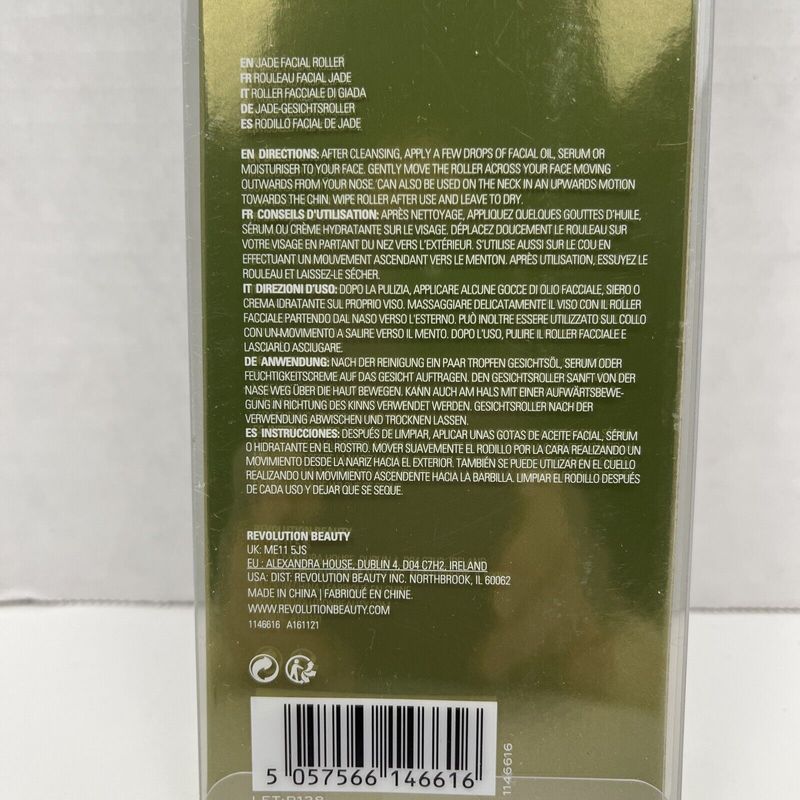 EN JADE FACIAL ROLLER
FR ROULEAU FACIAL JADE
IT ROLLER FACCIALE DI GIADA
DE JADE-GESICHTSROLLER
ES RODILLO FACIAL DE JADE
EN DIRECTIONS: AFTER CLEANSING, APPLY A FEW DROPS OF FACIAL OIL, SERUM OR
MOISTURISER TO YOUR FACE. GENTLY MOVE THE ROLLER ACROSS YOUR FACE MOVING
OUTWARDS FROM YOUR NOSE. CAN ALSO BE USED ON THE NECK IN AN UPWARDS MOTION
TOWARDS THE CHIN. WIPE ROLLER AFTER USE AND LEAVE TO DRY.
FR CONSEILS D'UTILISATION: APRÈS NETTOYAGE, APPLIQUEZ QUELQUES GOUTTES D'HUILE,
SÉRUM OU CRÈME HYDRATANTE SUR LE VISAGE. DÉPLACEZ DOUCEMENT LE ROULEAU SUR
VOTRE VISAGE EN PARTANT DU NEZ VERS L'EXTÉRIEUR. S'UTILISE AUSSI SUR LE COU EN
EFFECTUANT UN MOUVEMENT ASCENDANT VERS LE MENTON. APRÈS UTILISATION, ESSUYEZ LE
ROULEAU ET LAISSEZ-LE SÉCHER.
IT DIREZIONI D'USO: DOPO LA PULIZIA, APPLICARE ALCUNE GOCCE DI OLIO FACCIALE, SIERO O
CREMA IDRATANTE SUL PROPRIO VISO. MASSAGGIARE DELICATAMENTE IL VISO CON IL ROLLER
FACCIALE PARTENDO DAL NASO VERSO L'ESTERNO. PUÒ INOLTRE ESSERE UTILIZZATO SUL COLLO
CON UN MOVIMENTO A SALIRE VERSO IL MENTO. DOPO L'USO, PULIRE IL ROLLER FACCIALE E
LASCIARLO ASCIUGARE.
DE ANWENDUNG: NACH DER REINIGUNG EIN PAAR TROPFEN GESICHTSÖL, SERUM ODER
FEUCHTIGKEITSCREME AUF DAS GESICHT AUFTRAGEN. DEN GESICHTSROLLER SANFT VON DER
NASE WEG ÜBER DIE HAUT BEWEGEN. KANN AUCH AM HALS MIT EINER AUFWÄRTSBEWE-
GUNG IN RICHTUNG DES KINNS VERWENDET WERDEN. GESICHTSROLLER NACH DER
VERWENDUNG ABWISCHEN UND TROCKNEN LASSEN.
ES INSTRUCCIONES: DESPUÉS DE LIMPIAR, APLICAR UNAS GOTAS DE ACEITE FACIAL, SÉRUM
O HIDRATANTE EN EL ROSTRO. MOVER SUAVEMENTE EL RODILLO POR LA CARA REALIZANDO UN
MOVIMIENTO DESDE LA NARIZ HACIA EL EXTERIOR. TAMBIÉN SE PUEDE UTILIZAR EN EL CUELLO
REALIZANDO UN MOVIMIENTO ASCENDENTE HACIA LA BARBILLA. LIMPIAR EL RODILLO DESPUÉS
DE CADA USO Y DEJAR QUE SE SEQUE.
REVOLUTION BEAUTY
UK: ME11 5JS
EU : ALEXANDRA HOUSE, DUBLIN 4, D04 C7H2, IRELAND
USA: DIST: REVOLUTION BEAUTY INC. NORTHBROOK, IL 60062
MADE IN CHINA | FABRIQUÉ EN CHINE.
WWW.REVOLUTIONBEAUTY.COM
1146616 A161121
5 057566 146616
1146616